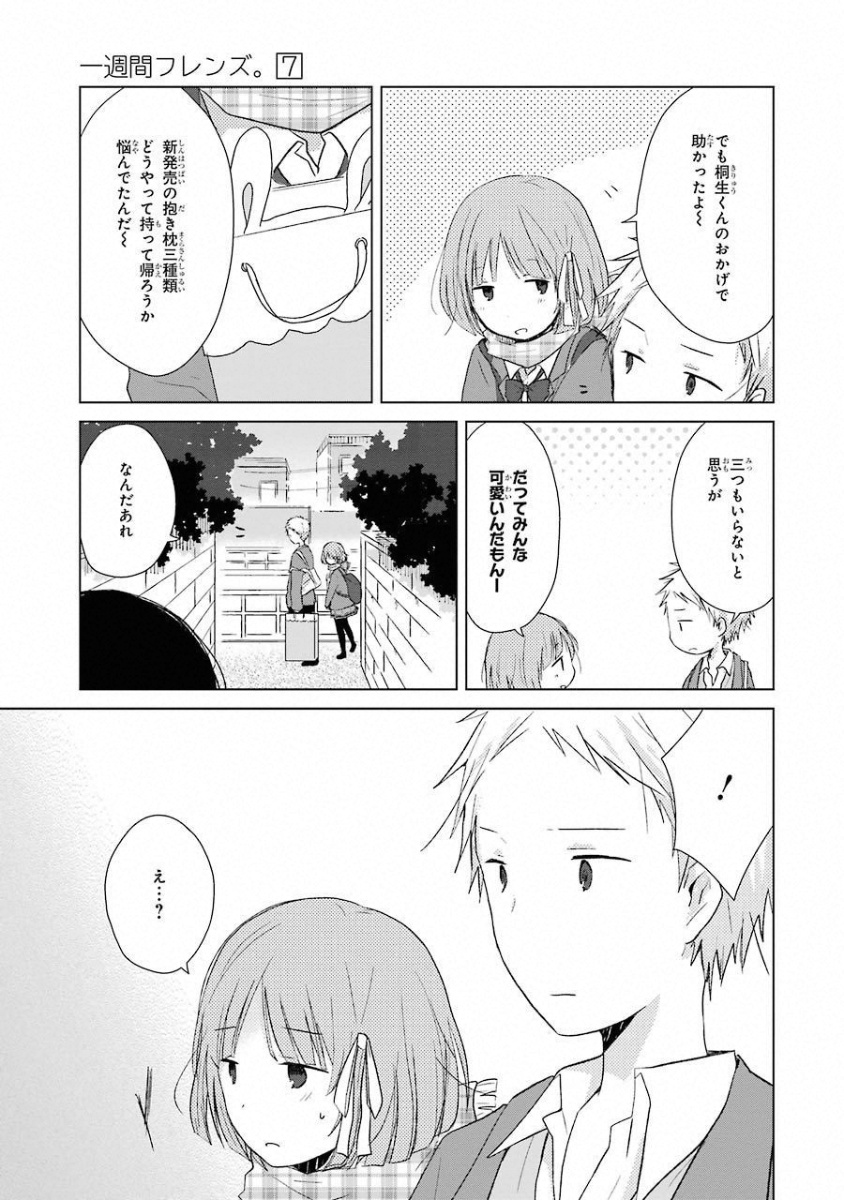 一週間フレンズ。7
でも桐生くんのおかげで
助かったよ〜
新発売の抱き枕三種類
どうやって持って帰ろうか
悩んでたんだ〜
三つもいらないと
思うが
だってみんな
可愛いんだもんー
なんだあれ
!
え…?